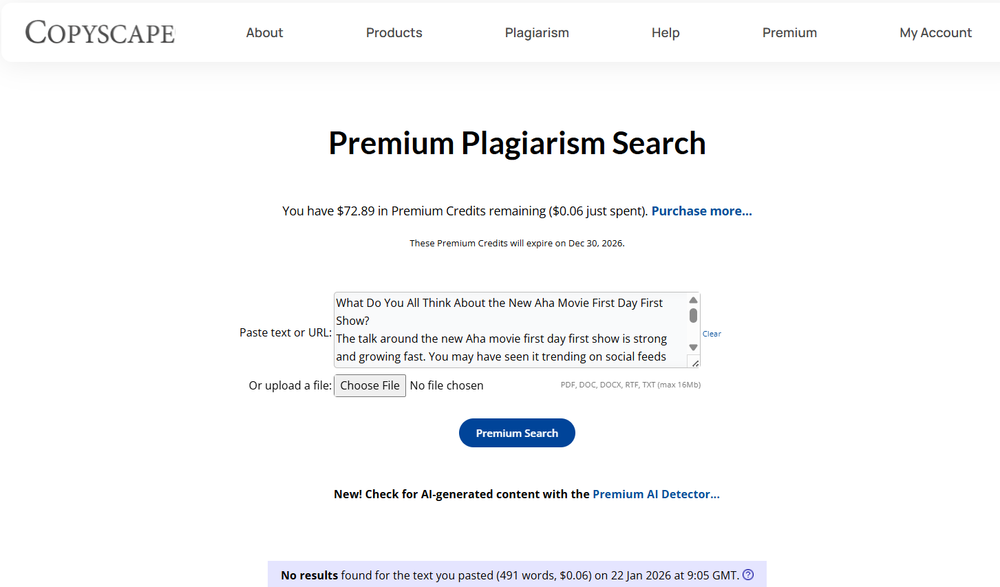 COPYSCAPE
About
Products
Plagiarism
Help
Premium
My Account
Premium Plagiarism Search
You have $72.89 in Premium Credits remaining ($0.06 just spent). Purchase more...
These Premium Credits will expire on Dec 30, 2026.
Paste text or URL:
What Do You All Think About the New Aha Movie First Day First
Show?
The talk around the new Aha movie first day first show is strong
and growing fast. You may have seen it trending on social feeds
Clear
Or upload a file: Choose File No file chosen PDF, DOC, DOCX, RTF, TXT (max 16Mb)
Premium Search
New! Check for AI-generated content with the Premium AI Detector...
No results found for the text you pasted (491 words, $0.06) on 22 Jan 2026 at 9:05 GMT. ?